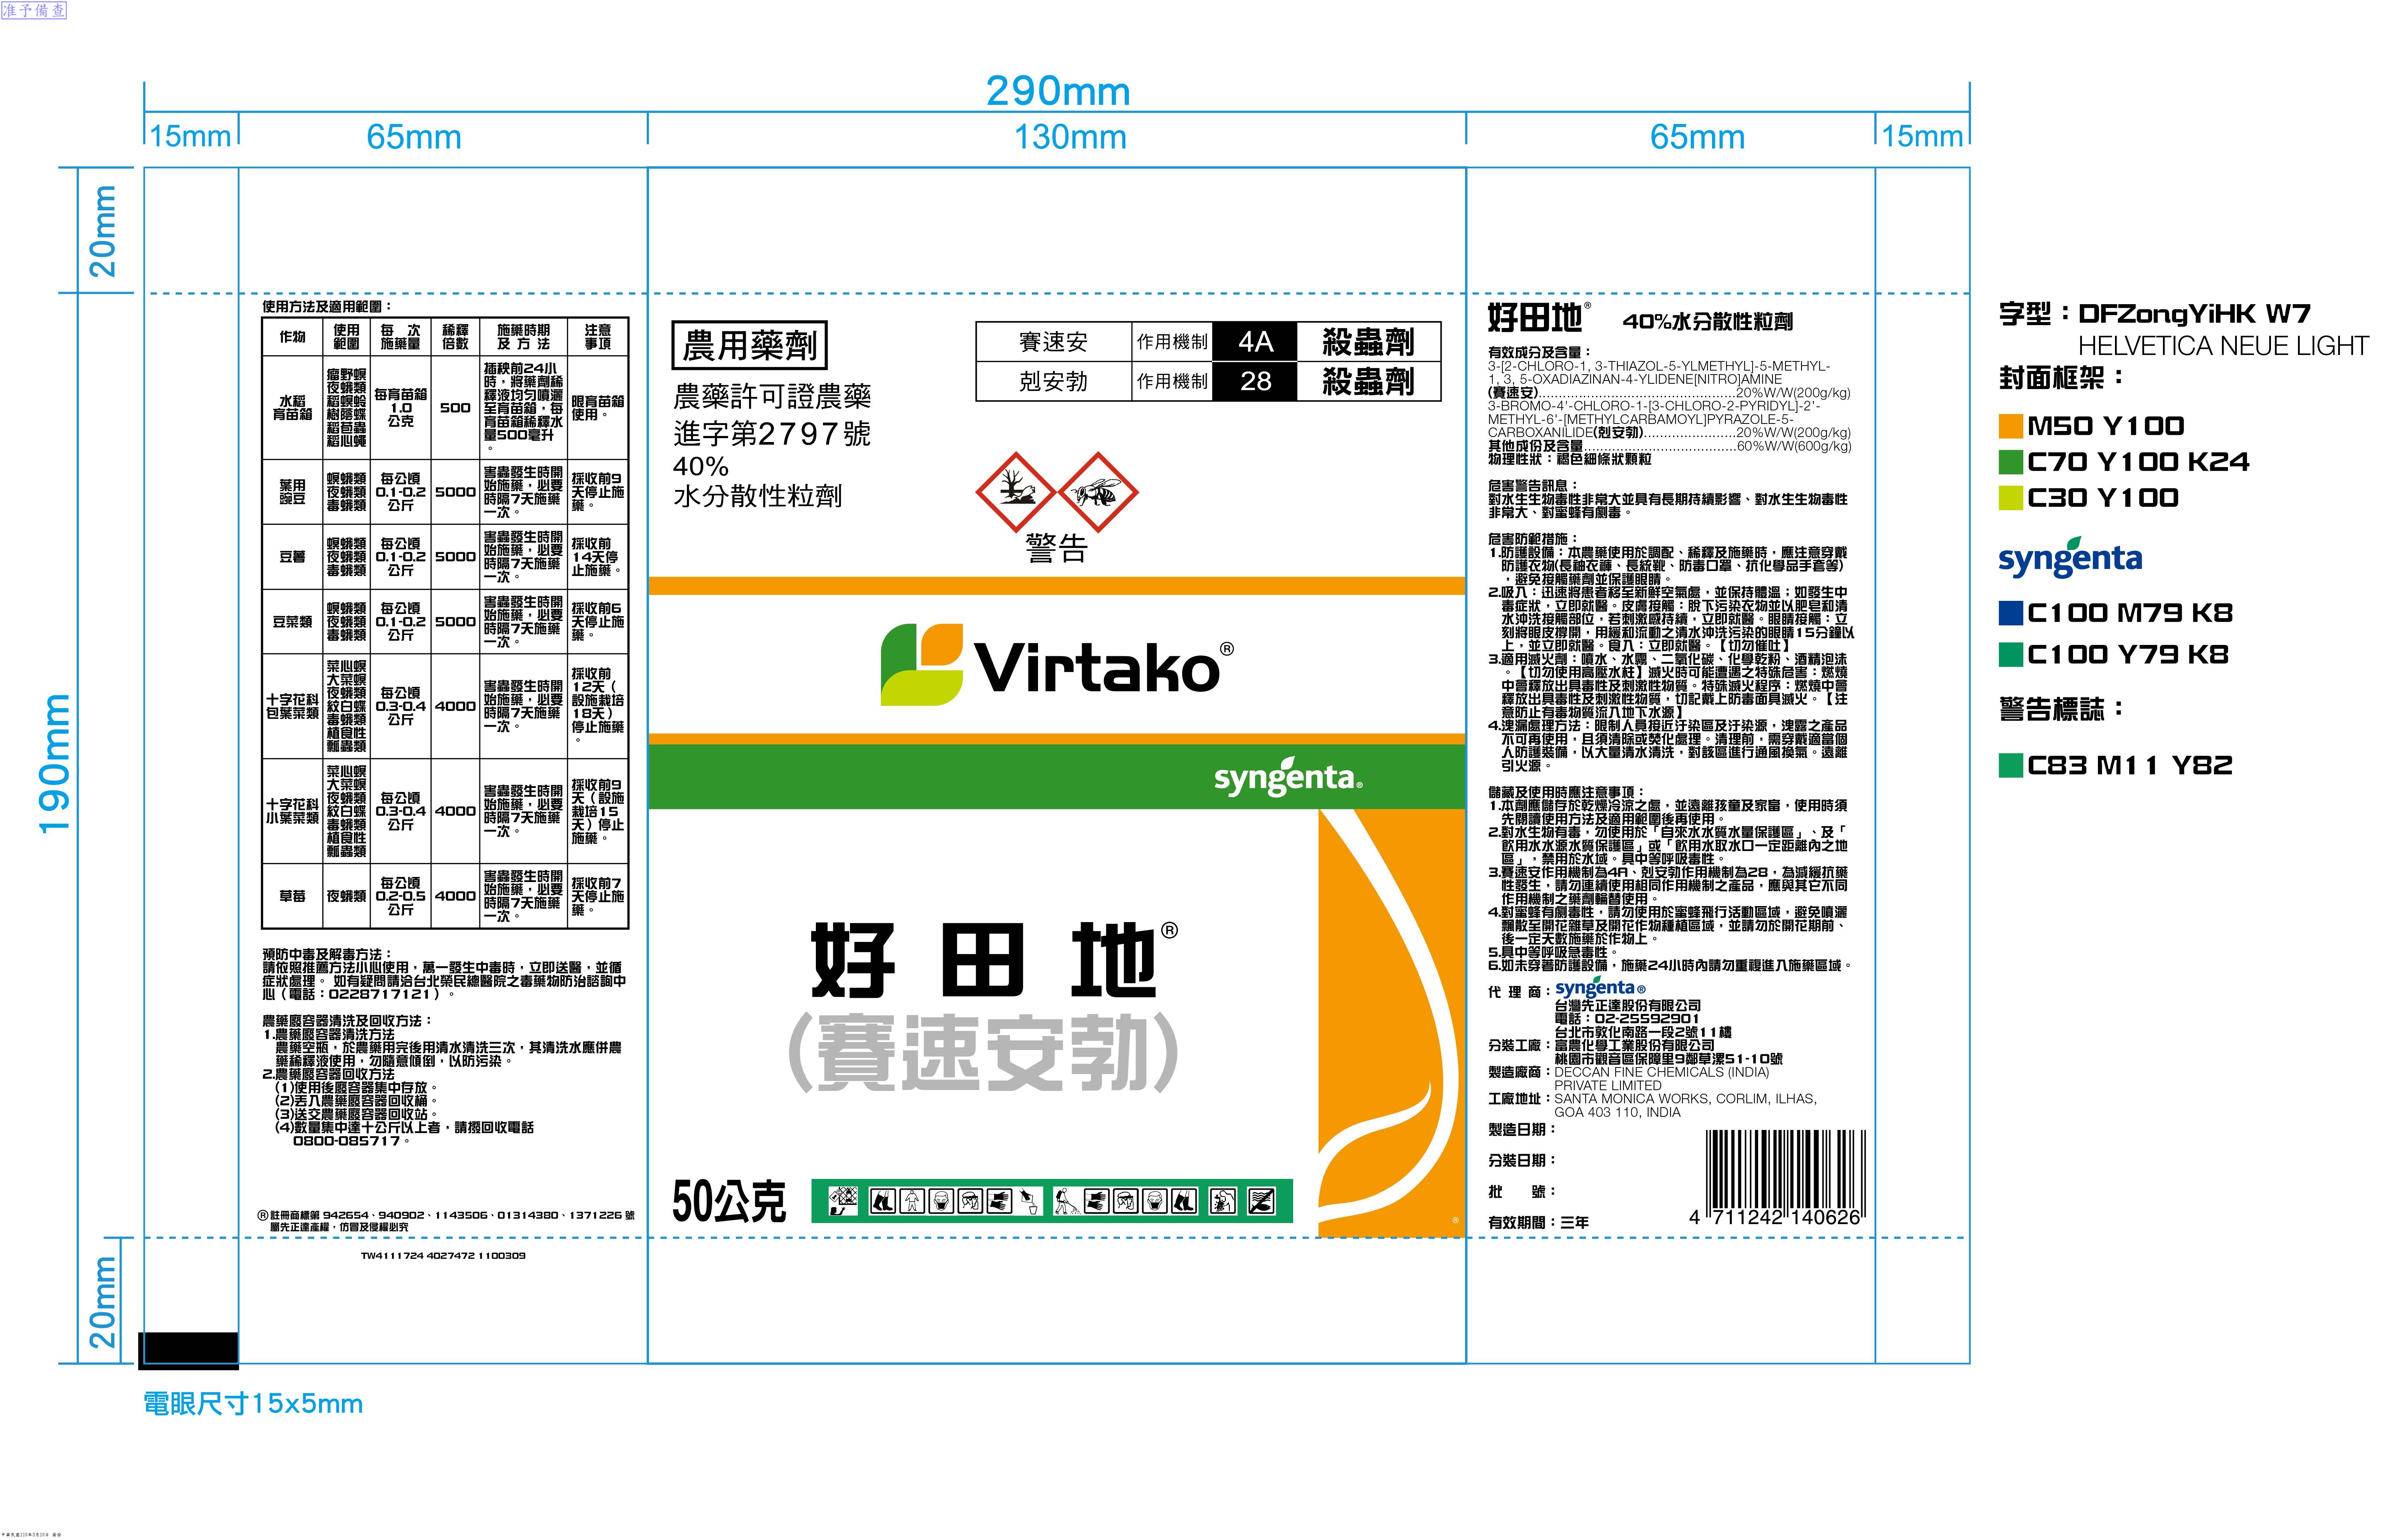 准予備查
290mm
15mm
65mm
130mm
65mm
15mm
20mm
190mm
20mm
電眼尺寸15x5mm
使用方法及適用範圍：
作物 使用範圍 每次施藥量 稀釋倍數 施藥時期及方法 注意事項
水稻育苗箱
瘤野螟
夜蛾類
稻螟蛉
樹蔭蝶
稻苞蟲
稻心蠅
每育苗箱
1.0
公克
500
插秧前24小
時，將藥劑稀
釋液均勻噴灑
至育苗箱，每
育苗箱稀釋水
量500毫升
。
限育苗箱
使用。
葉用
豌豆
螟蛾類
夜蛾類
毒蛾類
每公頃
0.1-0.2
公斤
5000
害蟲發生時開
始施藥，必要
時隔7天施藥
一次。
採收前9
天停止施
藥。
豆薯
螟蛾類
夜蛾類
毒蛾類
每公頃
0.1-0.2
公斤
5000
害蟲發生時開
始施藥，必要
時隔7天施藥
一次。
採收前
14天停
止施藥。
豆菜類
螟蛾類
夜蛾類
毒蛾類
每公頃
0.1-0.2
公斤
5000
害蟲發生時開
始施藥，必要
時隔7天施藥
一次。
採收前6
天停止施
藥。
十字花科
包葉菜類
菜心螟
大菜螟
夜蛾類
紋白蝶
毒蛾類
植食性
瓢蟲類
每公頃
0.3-0.4
公斤
4000
害蟲發生時開
始施藥，必要
時隔7天施藥
一次。
採收前
12天（
設施栽培
18天）
停止施藥
。
十字花科
小葉菜類
菜心螟
大菜螟
夜蛾類
紋白蝶
毒蛾類
植食性
瓢蟲類
每公頃
0.3-0.4
公斤
4000
害蟲發生時開
始施藥，必要
時隔7天施藥
一次。
採收前9
天（設施
栽培15
天）停止
施藥。
草莓
夜蛾類
每公頃
0.2-0.5
公斤
4000
害蟲發生時開
始施藥，必要
時隔7天施藥
一次。
採收前7
天停止施
藥。
預防中毒及解毒方法：
請依照推薦方法小心使用，萬一發生中毒時，立即送醫，並循
症狀處理。 如有疑問請洽台北榮民總醫院之毒藥物防治諮詢中
心（電話：0228717121）。
農藥廢容器清洗及回收方法：
1.農藥廢容器清洗方法
農藥空瓶，於農藥用完後用清水清洗三次，其清洗水應併農
藥稀釋液使用，勿隨意傾倒，以防污染。
2.農藥廢容器回收方法
(1)使用後廢容器集中存放。
(2)丟入農藥廢容器回收桶。
(3)送交農藥廢容器回收站。
(4)數量集中達十公斤以上者，請撥回收電話
0800-085717。
®註冊商標第 942654、940902、1143506、01314380、1371226 號
屬先正達產權，仿冒及侵權必究
TW4111724 4027472 1100309
農用藥劑
農藥許可證農藥
進字第2797號
40%
水分散性粒劑
賽速安 作用機制 4A 殺蟲劑
剋安勃 作用機制 28 殺蟲劑
警告
Virtako®
syngenta®
好田地®
(賽速安勃)
50公克
®
好田地® 40%水分散性粒劑
有效成分及含量：
3-[2-CHLORO-1, 3-THIAZOL-5-YLMETHYL]-5-METHYL-
1, 3, 5-OXADIAZINAN-4-YLIDENE[NITRO]AMINE
(賽速安)................................................20%W/W(200g/kg)
3-BROMO-4'-CHLORO-1-[3-CHLORO-2-PYRIDYL]-2'-
METHYL-6'-[METHYLCARBAMOYL]PYRAZOLE-5-
CARBOXANILIDE(剋安勃).......................20%W/W(200g/kg)
其他成份及含量......................................60%W/W(600g/kg)
物理性狀：褐色細條狀顆粒
危害警告訊息：
對水生生物毒性非常大並具有長期持續影響、對水生生物毒性
非常大、對蜜蜂有劇毒。
危害防範措施：
1.防護設備：本農藥使用於調配、稀釋及施藥時，應注意穿戴
防護衣物(長袖衣褲、長統靴、防毒口罩、抗化學品手套等)
，避免接觸藥劑並保護眼睛。
2.吸入：迅速將患者移至新鮮空氣處，並保持體溫；如發生中
毒症狀，立即就醫。皮膚接觸：脫下污染衣物並以肥皂和清
水沖洗接觸部位，若刺激感持續，立即就醫。眼睛接觸：立
刻將眼皮撐開，用緩和流動之清水沖洗污染的眼睛15分鐘以
上，並立即就醫。食入：立即就醫。【切勿催吐】
3.適用滅火劑：噴水、水霧、二氧化碳、化學乾粉、酒精泡沫
。【切勿使用高壓水柱】滅火時可能遭遇之特殊危害：燃燒
中會釋放出具毒性及刺激性物質。特殊滅火程序：燃燒中會
釋放出具毒性及刺激性物質，切記戴上防毒面具滅火。【注
意防止有毒物質流入地下水源】
4.洩漏處理方法：限制人員接近汙染區及汙染源，洩露之產品
不可再使用，且須清除或焚化處理。清理前，需穿戴適當個
人防護裝備，以大量清水清洗，對該區進行通風換氣。遠離
引火源。
儲藏及使用時應注意事項：
1.本劑應儲存於乾燥冷涼之處，並遠離孩童及家畜，使用時須
先閱讀使用方法及適用範圍後再使用。
2.對水生物有毒，勿使用於「自來水水質水量保護區」、及「
飲用水水源水質保護區」或「飲用水取水口一定距離內之地
區」，禁用於水域。具中等呼吸毒性。
3.賽速安作用機制為4A、剋安勃作用機制為28，為減緩抗藥
性發生，請勿連續使用相同作用機制之產品，應與其它不同
作用機制之藥劑輪替使用。
4.對蜜蜂有劇毒性，請勿使用於蜜蜂飛行活動區域，避免噴灑
飄散至開花雜草及開花作物種植區域，並請勿於開花期前、
後一定天數施藥於作物上。
5.具中等呼吸急毒性。
6.如未穿著防護設備，施藥24小時內請勿重複進入施藥區域。
代理商：syngenta®
台灣先正達股份有限公司
電話：02-25592901
台北市敦化南路一段2號11樓
分裝工廠：富農化學工業股份有限公司
桃園市觀音區保障里9鄰草漯51-10號
製造廠商：DECCAN FINE CHEMICALS (INDIA)
PRIVATE LIMITED
工廠地址：SANTA MONICA WORKS, CORLIM, ILHAS,
GOA 403 110, INDIA
製造日期：
分裝日期：
批　　號：
有效期間：三年
4 711242 140626
字型：DFZongYiHK W7
HELVETICA NEUE LIGHT
封面框架：
M50 Y100
C70 Y100 K24
C30 Y100
syngenta
C100 M79 K8
C100 Y79 K8
警告標誌：
C83 M11 Y82